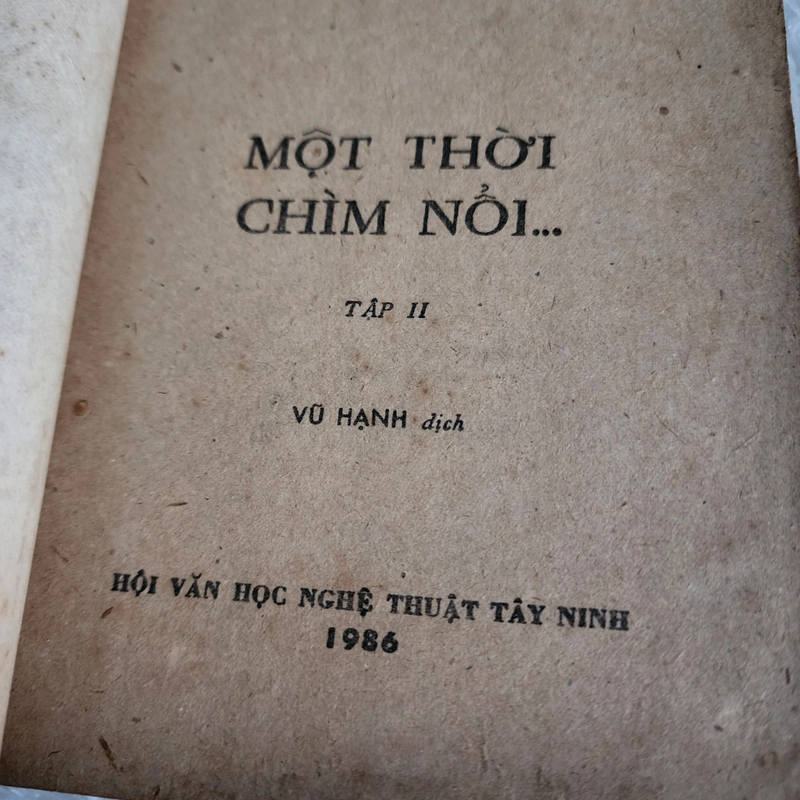 MỘT THỜI
CHÌM NỔI...
TẬP II
VŨ HẠNH dịch
HỘI VĂN HỌC NGHỆ THUẬT TÂY NINH
1986